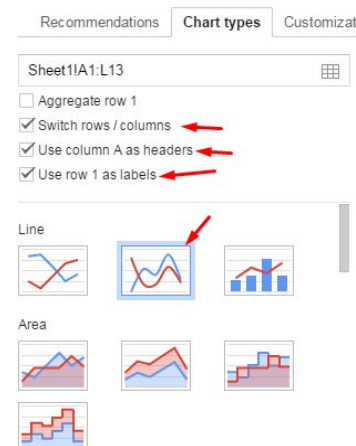 Recommendations Chart types Customizat
Sheet1!A1:L13
Aggregate row 1
Switch rows / columns
Use column A as headers
Use row 1 as labels
Line
Area